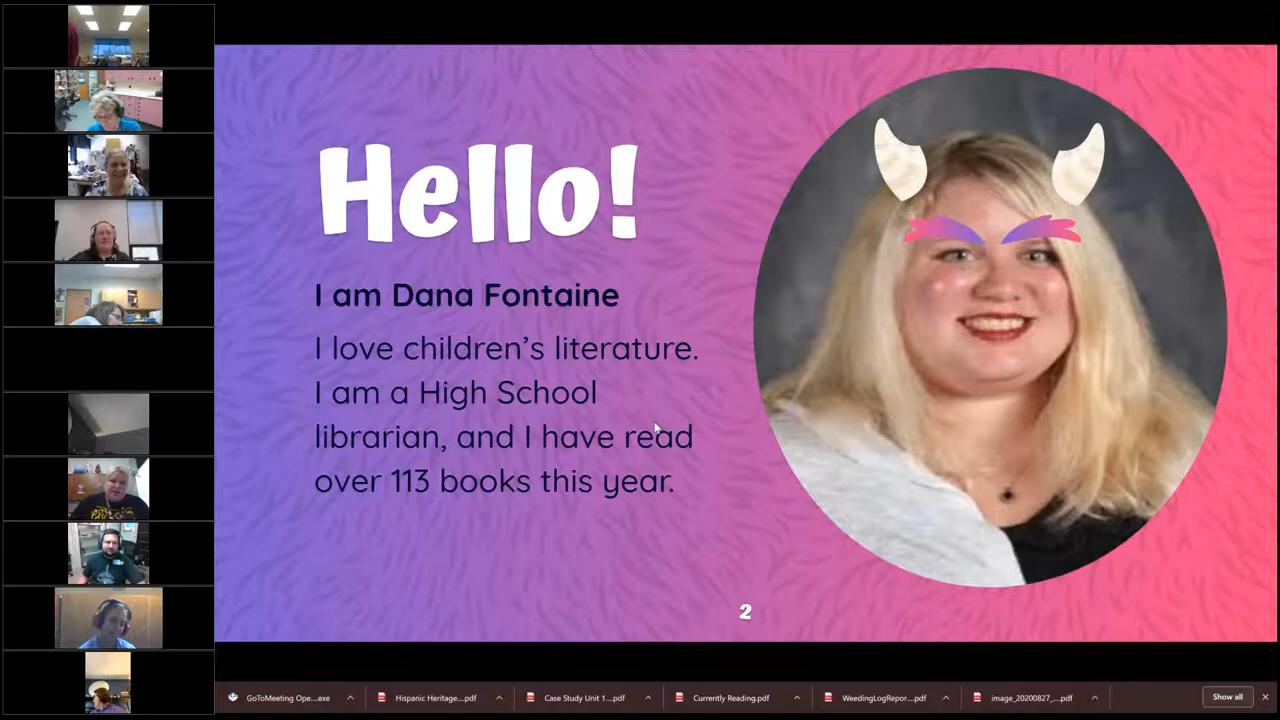 Hello!
I am Dana Fontaine
I love children's literature.
I am a High School
librarian, and I have read
over 113 books this year.
2
GoToMeeting Ope....exe
Hispanic Heritage....pdf
Case Study Unit 1...pdf
Currently Reading.pdf
WeedingLogRepor....pdf
image_20200827_....pdf
Show all